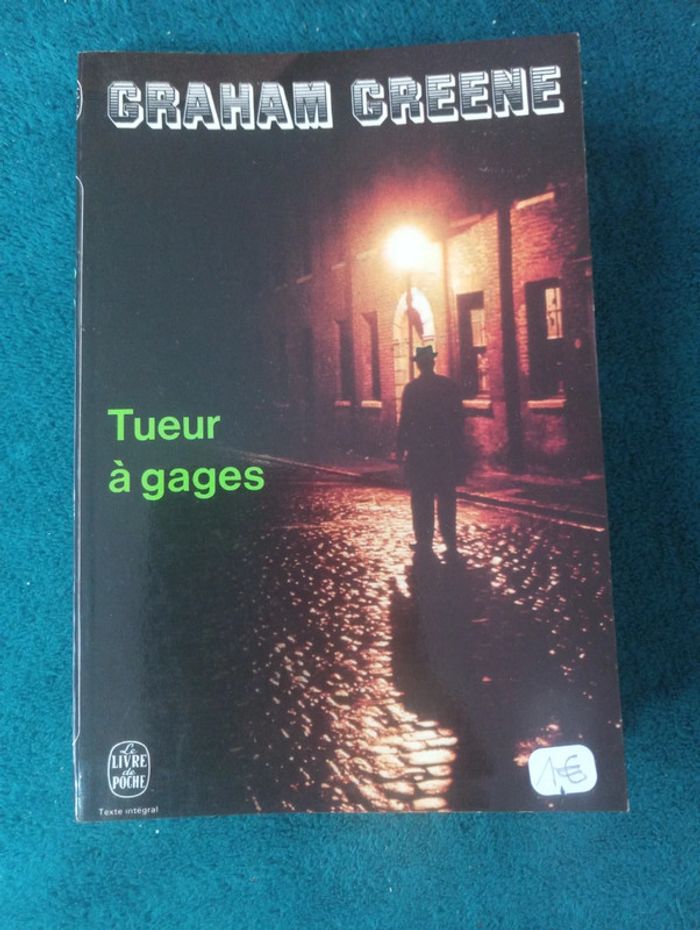 GRAHAM GREENE
Tueur
à gages
Le
LIVRE
de
POCHE
Texte intégral
1€